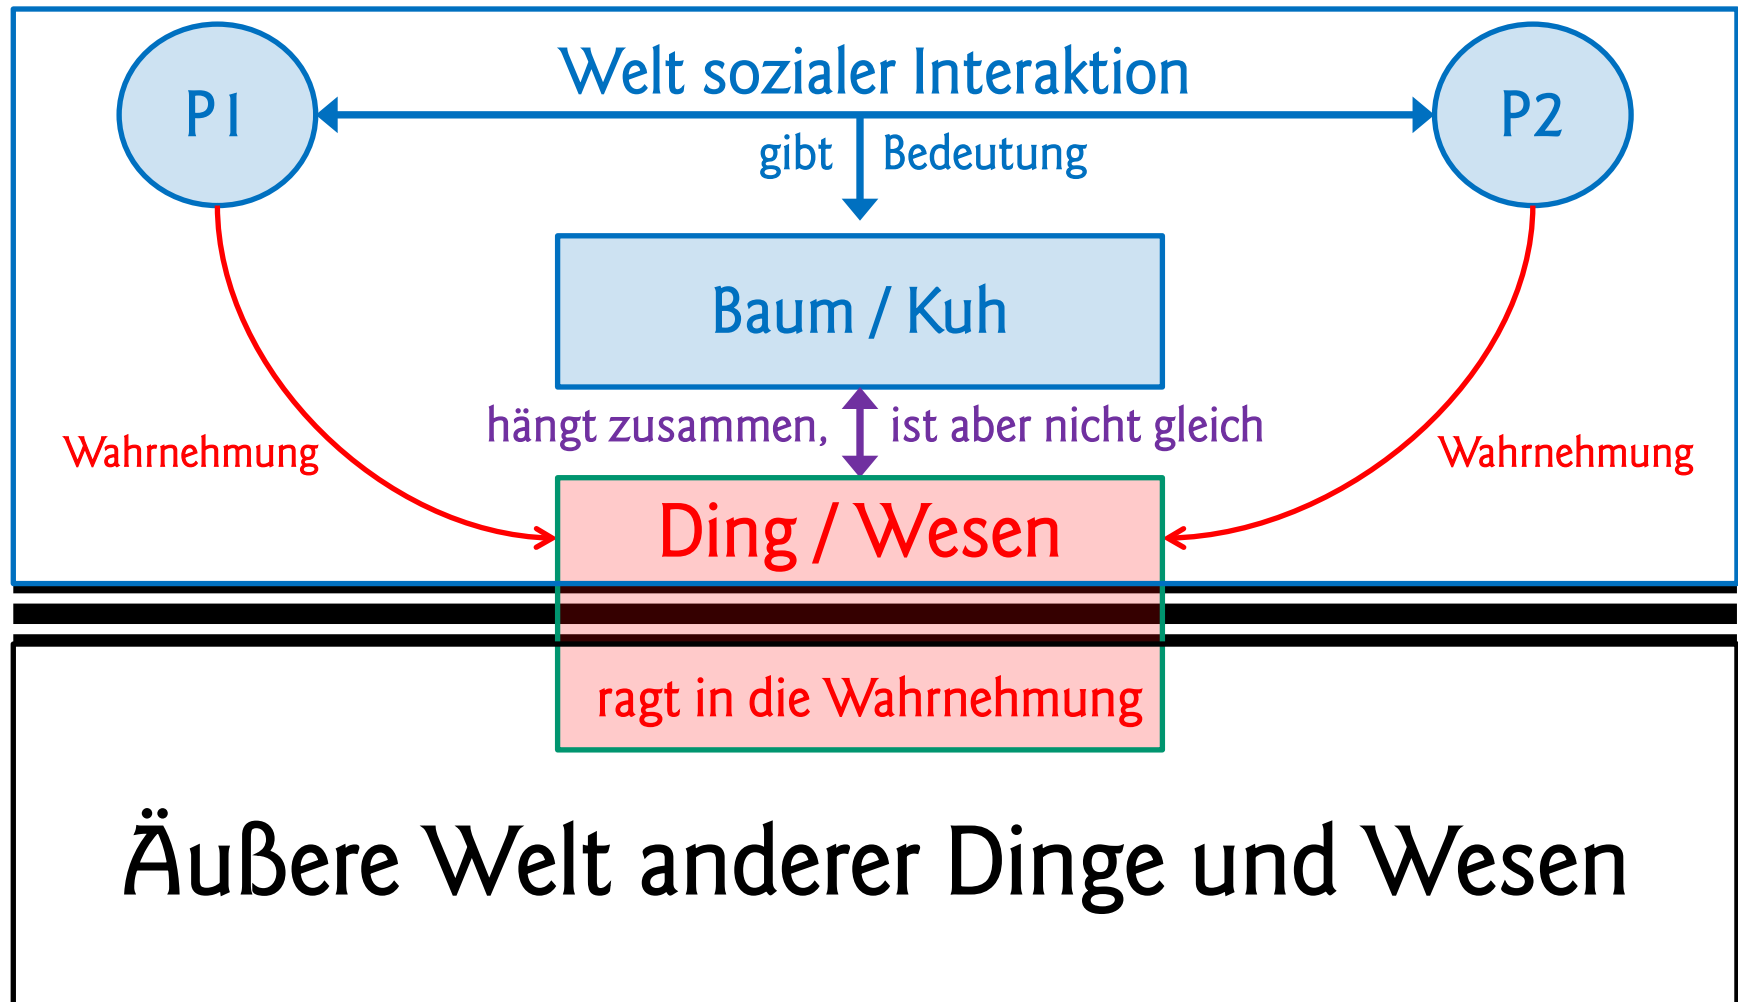 Welt sozialer Interaktion
P1
P2
gibt Bedeutung
Baum / Kuh
hängt zusammen, ist aber nicht gleich
Wahrnehmung
Wahrnehmung
Ding / Wesen
ragt in die Wahrnehmung
Äußere Welt anderer Dinge und Wesen